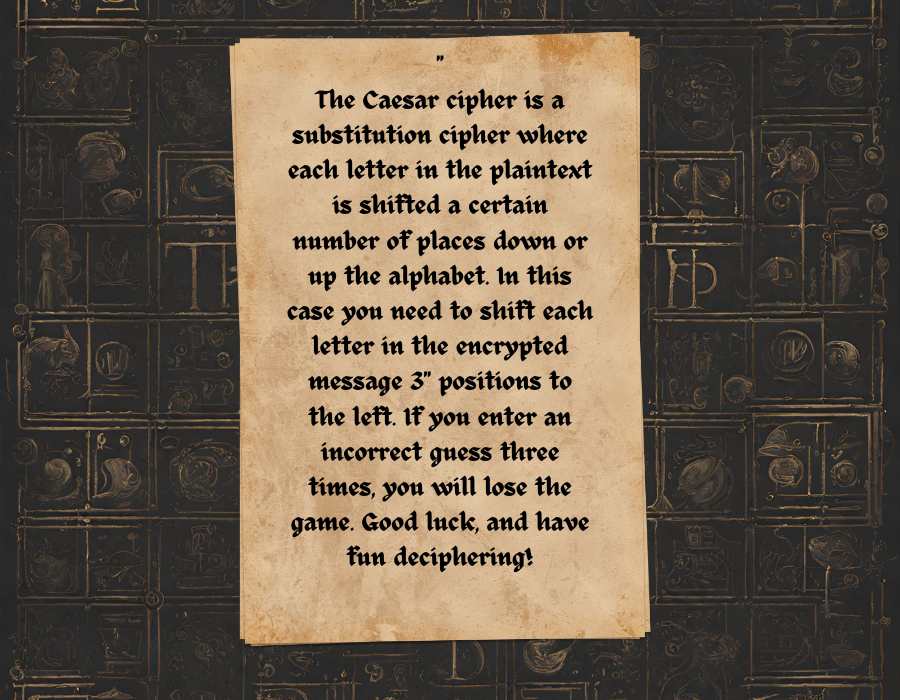 "
The Caesar cipher is a
substitution cipher where
each letter in the plaintext
is shifted a certain
number of places down or
up the alphabet. In this
case you need to shift each
letter in the encrypted
message 3" positions to
the left. If you enter an
incorrect guess three
times, you will lose the
game. Good luck, and have
fun deciphering!